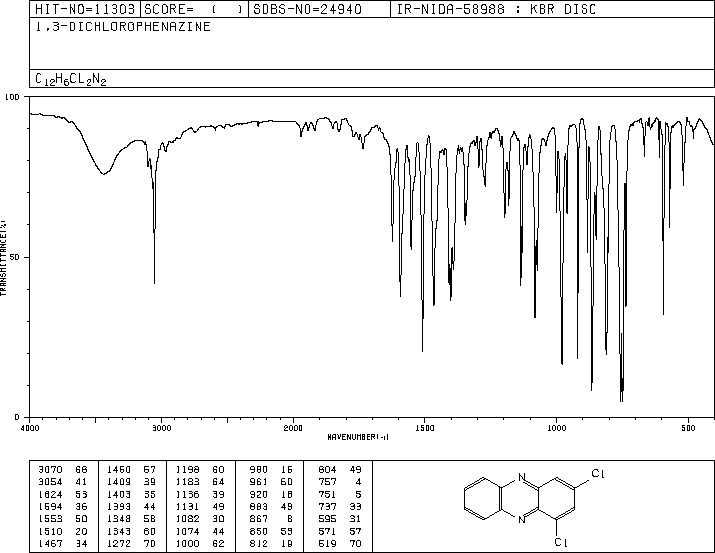 HIT-NO=11303 SCORE= ( ) SDBS-NO=24940 IR-NIDA-58988 : KBR DISC
1,3-DICHLOROPHENAZINE
C12H6CL2N2
100
TRANSMITTANCE(%)
50
0
4000 3000 2000 1500 1000 500
WAVENUMBER(-1)
3070 66 1460 57 1198 60 980 16 804 49
3054 41 1409 39 1183 64 961 60 757 4
1624 53 1403 35 1136 39 920 18 751 5
1594 36 1393 44 1131 49 883 49 737 33
1553 50 1348 58 1082 30 867 8 595 31
1510 20 1343 60 1074 44 850 53 571 57
1467 34 1272 70 1000 62 812 19 519 70
Cl
N
N
Cl